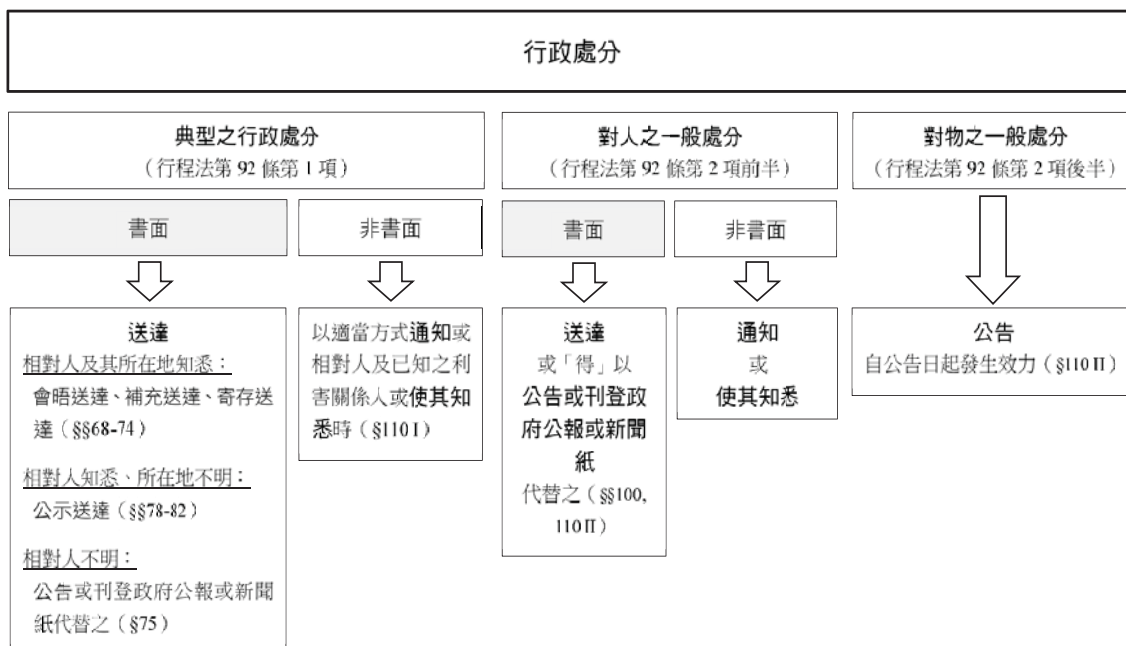 行政處分
典型之行政處分
（行程法第 92 條第 1 項）
對人之一般處分
（行程法第 92 條第 2 項前半）
對物之一般處分
（行程法第 92 條第 2 項後半）
書面
非書面
書面
非書面
送達
相對人及其所在地知悉：
會晤送達、補充送達、寄存送
達（§§68-74）
相對人知悉、所在地不明：
公示送達（§§78-82）
相對人不明：
公告或刊登政府公報或新聞
紙代替之（§75）
以適當方式通知或
相對人及已知之利
害關係人或使其知
悉時（§110 I）
送達
或「得」以
公告或刊登政
府公報或新聞
紙
代替之（§§100,
110 II）
通知
或
使其知悉
公告
自公告日起發生效力（§110 II）